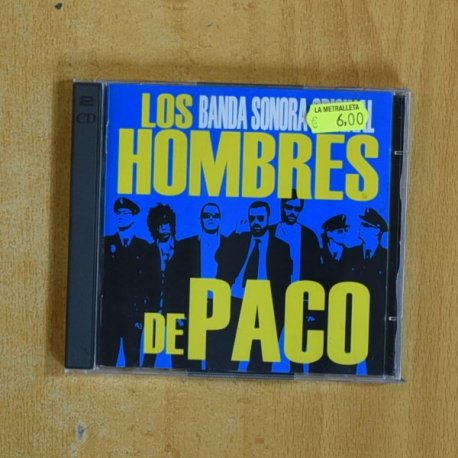 2
CD
LOS BANDA SONORA
LA METRALLETA
€ 6,00
HOMBRES
DE PACO